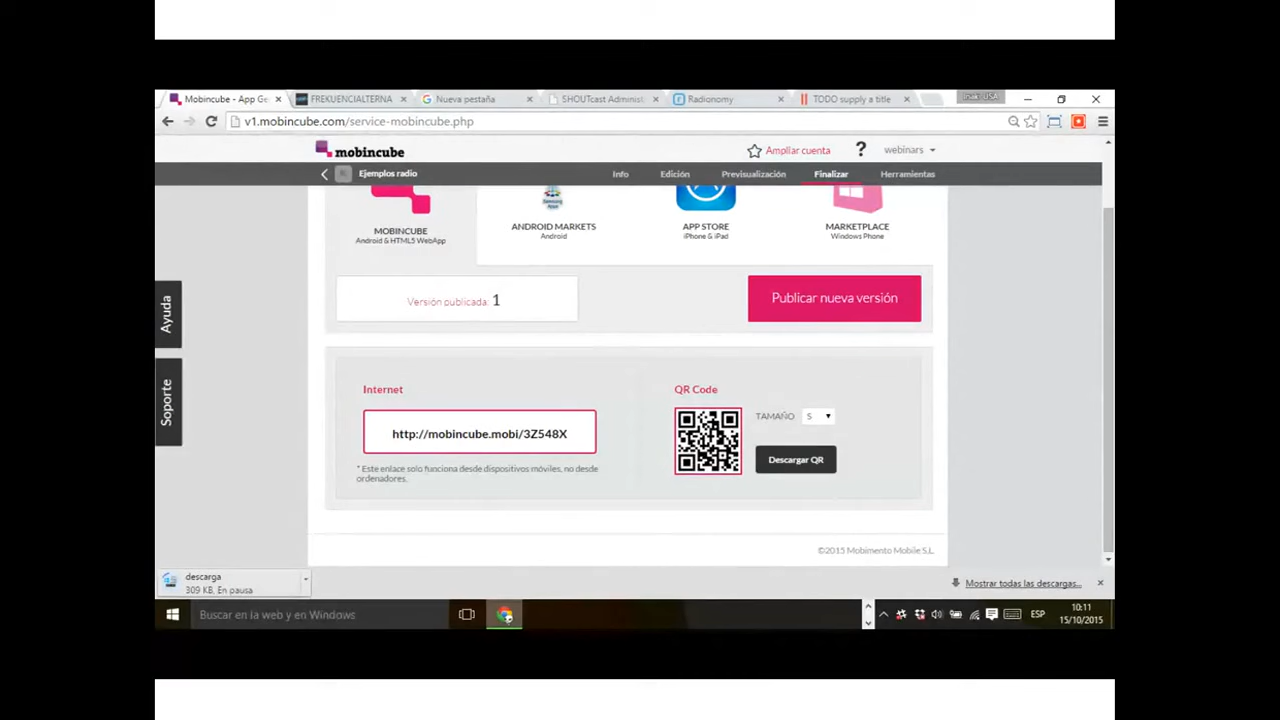 Mobincube - App Ge
FREKUENCIALTERNA
Nueva pestaña
SHOUTcast Administ
Radionomy
TODO supply a title
Inaki USA
v1.mobincube.com/service-mobincube.php
mobincube
Ampliar cuenta
?
webinars
Ejemplos radio
Info
Edición
Previsualización
Finalizar
Herramientas
MOBINCUBE
Android & HTML5 WebApp
ANDROID MARKETS
Android
APP STORE
iPhone & iPad
MARKETPLACE
Windows Phone
Versión publicada: 1
Publicar nueva versión
Ayuda
Soporte
Internet
http://mobincube.mobi/3Z548X
* Este enlace solo funciona desde dispositivos móviles, no desde
ordenadores.
QR Code
TAMAÑO
S
Descargar QR
©2015 Mobimento Mobile S.L.
descarga
309 KB, En pausa
Mostrar todas las descargas...
Buscar en la web y en Windows
ESP
10:11
15/10/2015